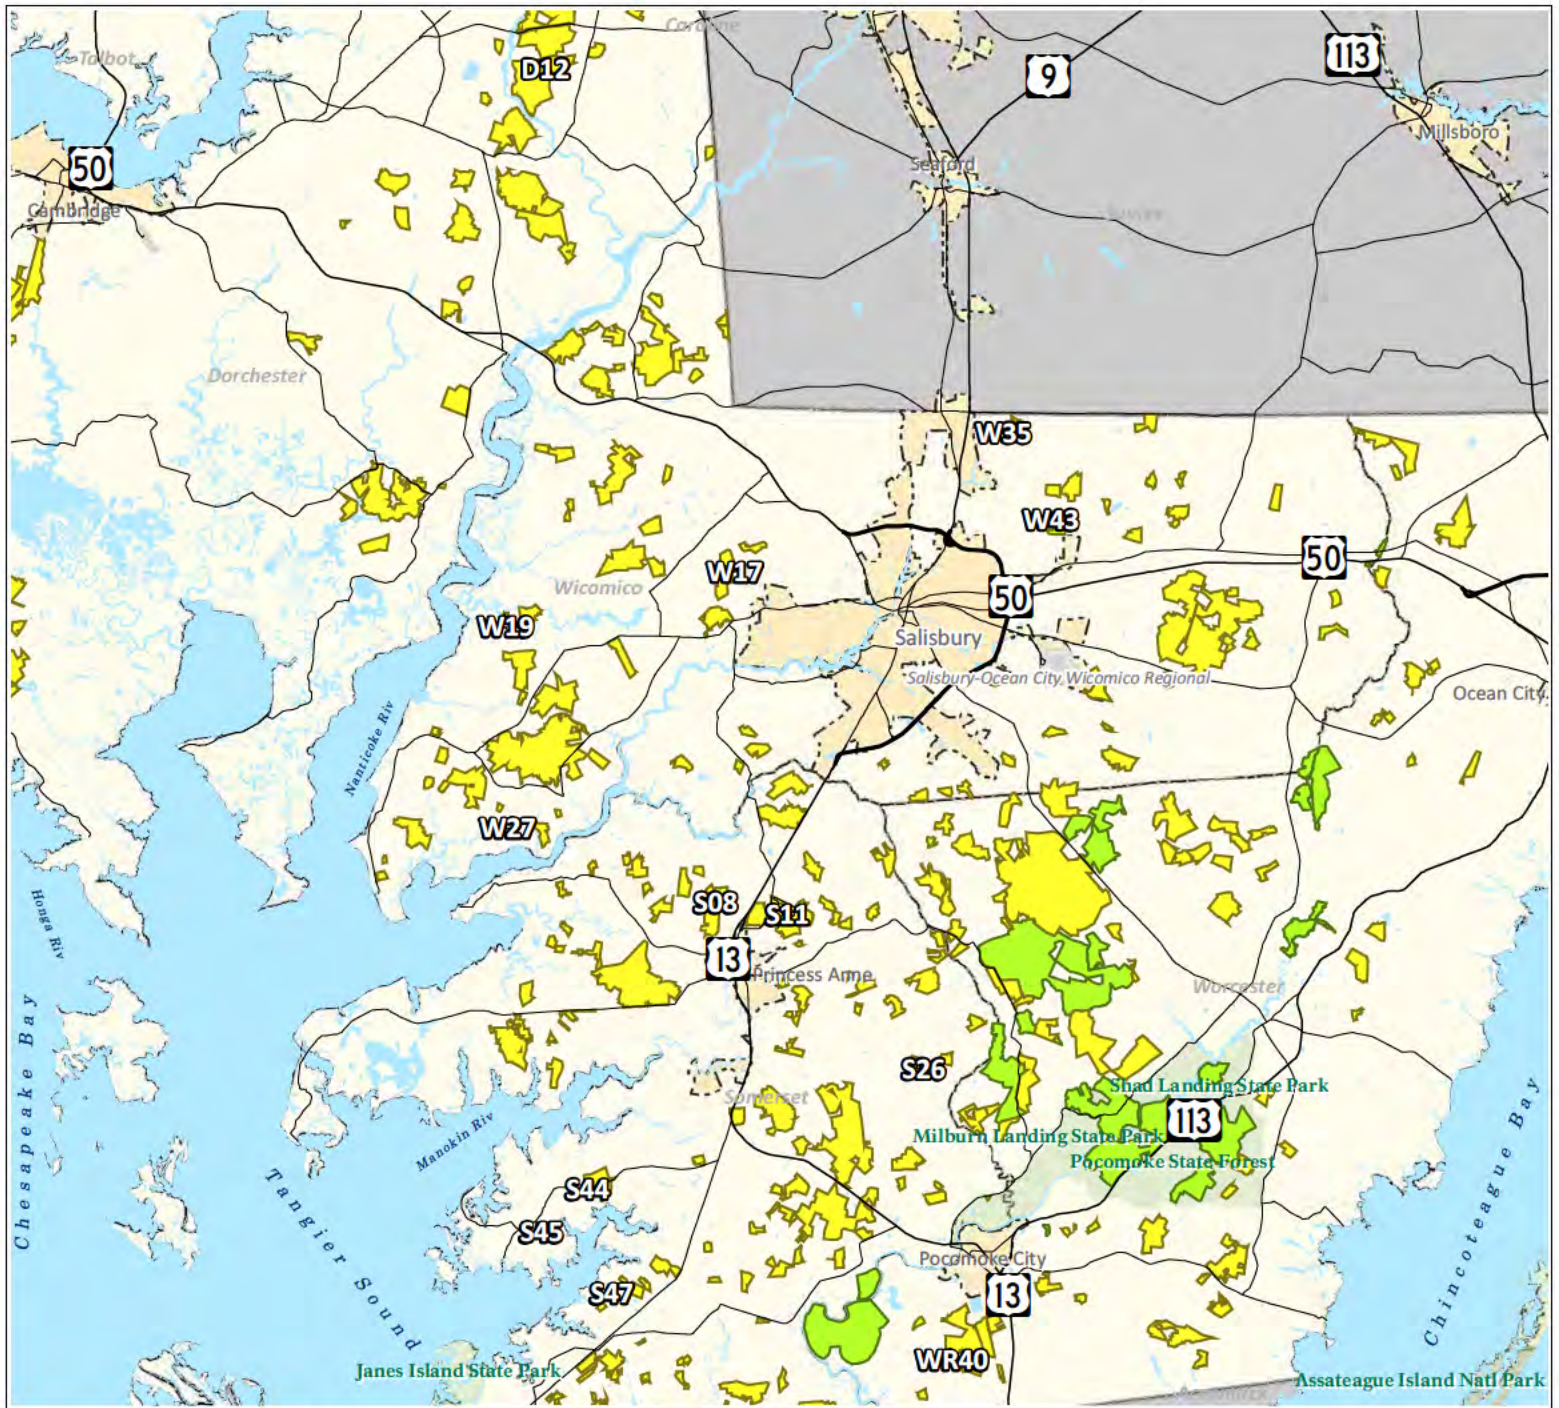 Caroline
Talbot
D12
9
113
Millsboro
50
Seaford
Cambridge
Sussex
Dorchester
W35
W43
50
W17
Wicomico
50
W19
Salisbury
Salisbury-Ocean City Wicomico Regional
Ocean City
Nanticoke Riv
W27
S08
S11
Honga Riv
13
Princess Anne
Worcester
Chesapeake Bay
S26
Shad Landing State Park
Somerset
113
Manokin Riv
Milburn Landing State Park
Pocomoke State Forest
S44
Tangier Sound
S45
Chincoteague Bay
Pocomoke City
S47
13
WR40
Janes Island State Park
Assateague Island Natl Park
Accomack